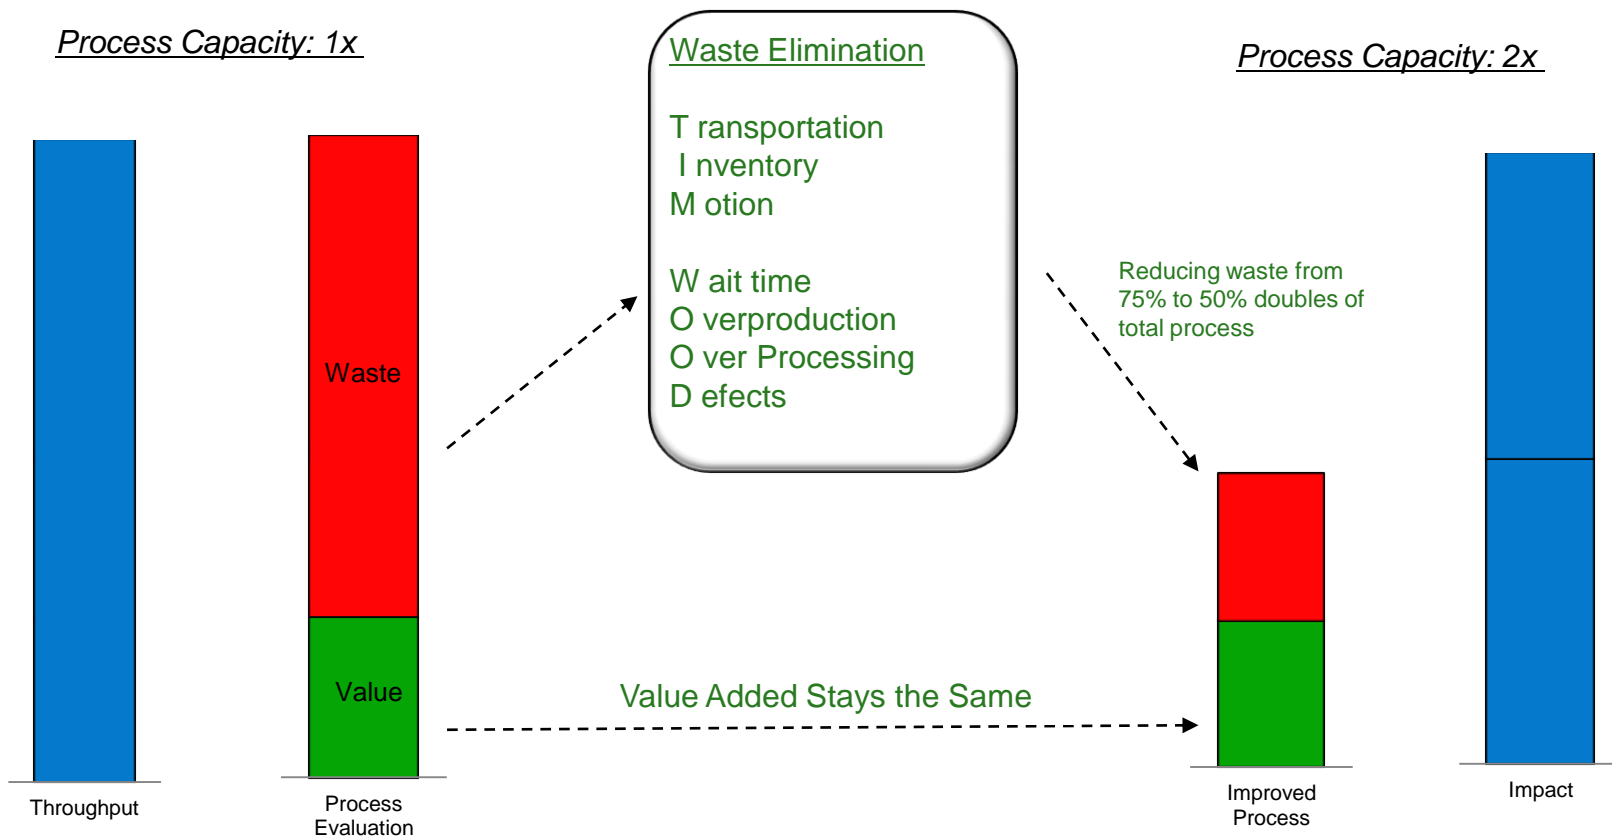 Process Capacity: 1x
Waste Elimination
T ransportation
I nventory
M otion
W ait time
O verproduction
O ver Processing
D efects
Process Capacity: 2x
Reducing waste from
75% to 50% doubles of
total process
Waste
Value
Value Added Stays the Same
Throughput
Process
Evaluation
Improved
Process
Impact